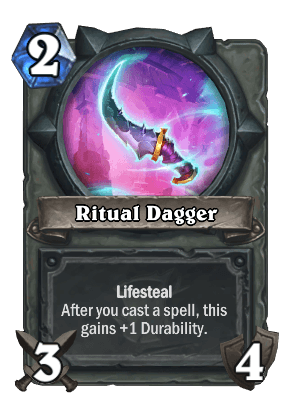 2
Ritual Dagger
Lifesteal
After you cast a spell, this
gains +1 Durability.
3
4